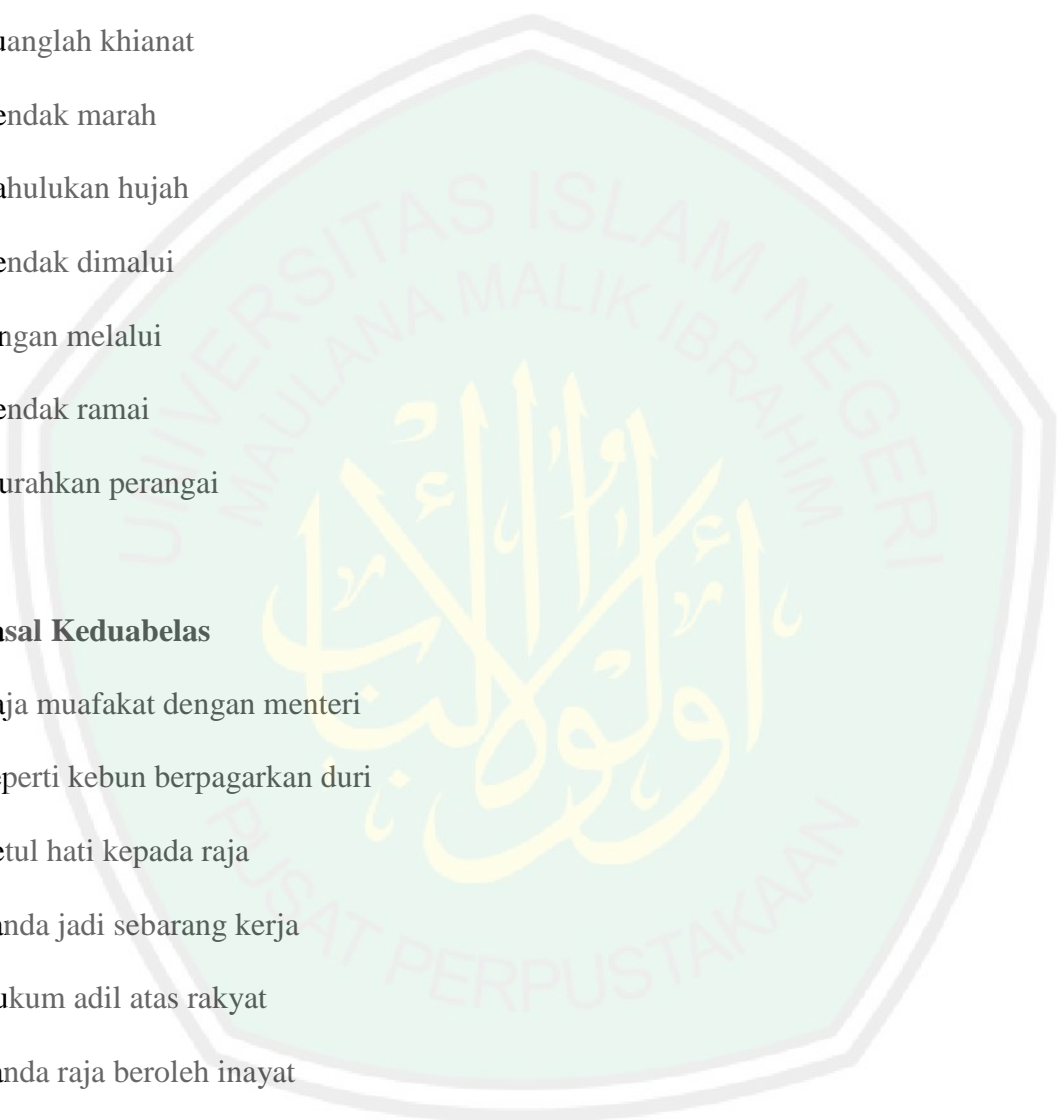 uanglah khianat
endak marah
ahulukan hujah
endak dimalui
ngan melalui
endak ramai
urahkan perangai
asal Keduabelas
aja muafakat dengan menteri
eperti kebun berpagarkan duri
etul hati kepada raja
anda jadi sebarang kerja
ukum adil atas rakyat
anda raja beroleh inayat
UNIVERSITAS ISLAM NEGERI
MAULANA MALIK IBRAHIM
أولوا الألباب
PUSAT PERPUSTAKAAN